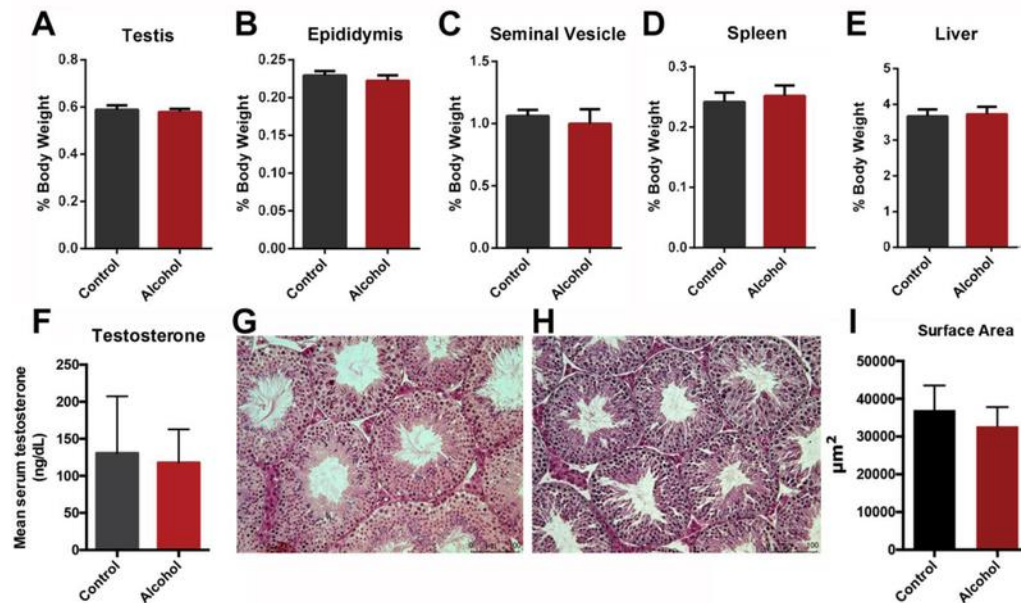 A
Testis
% Body Weight
0.8
0.6
0.4
0.2
0.0
Control
Alcohol
B
Epididymis
% Body Weight
0.25
0.20
0.15
0.10
0.05
0.00
Control
Alcohol
C
Seminal Vesicle
% Body Weight
1.5
1.0
0.5
0.0
Control
Alcohol
D
Spleen
% Body Weight
0.3
0.2
0.1
0.0
Control
Alcohol
E
Liver
% Body Weight
5
4
3
2
1
0
Control
Alcohol
F
Testosterone
Mean serum testosterone
(ng/dL)
250
200
150
100
50
0
Control
Alcohol
G
H
100
I
Surface Area
µm²
50000
40000
30000
20000
10000
0
Control
Alcohol